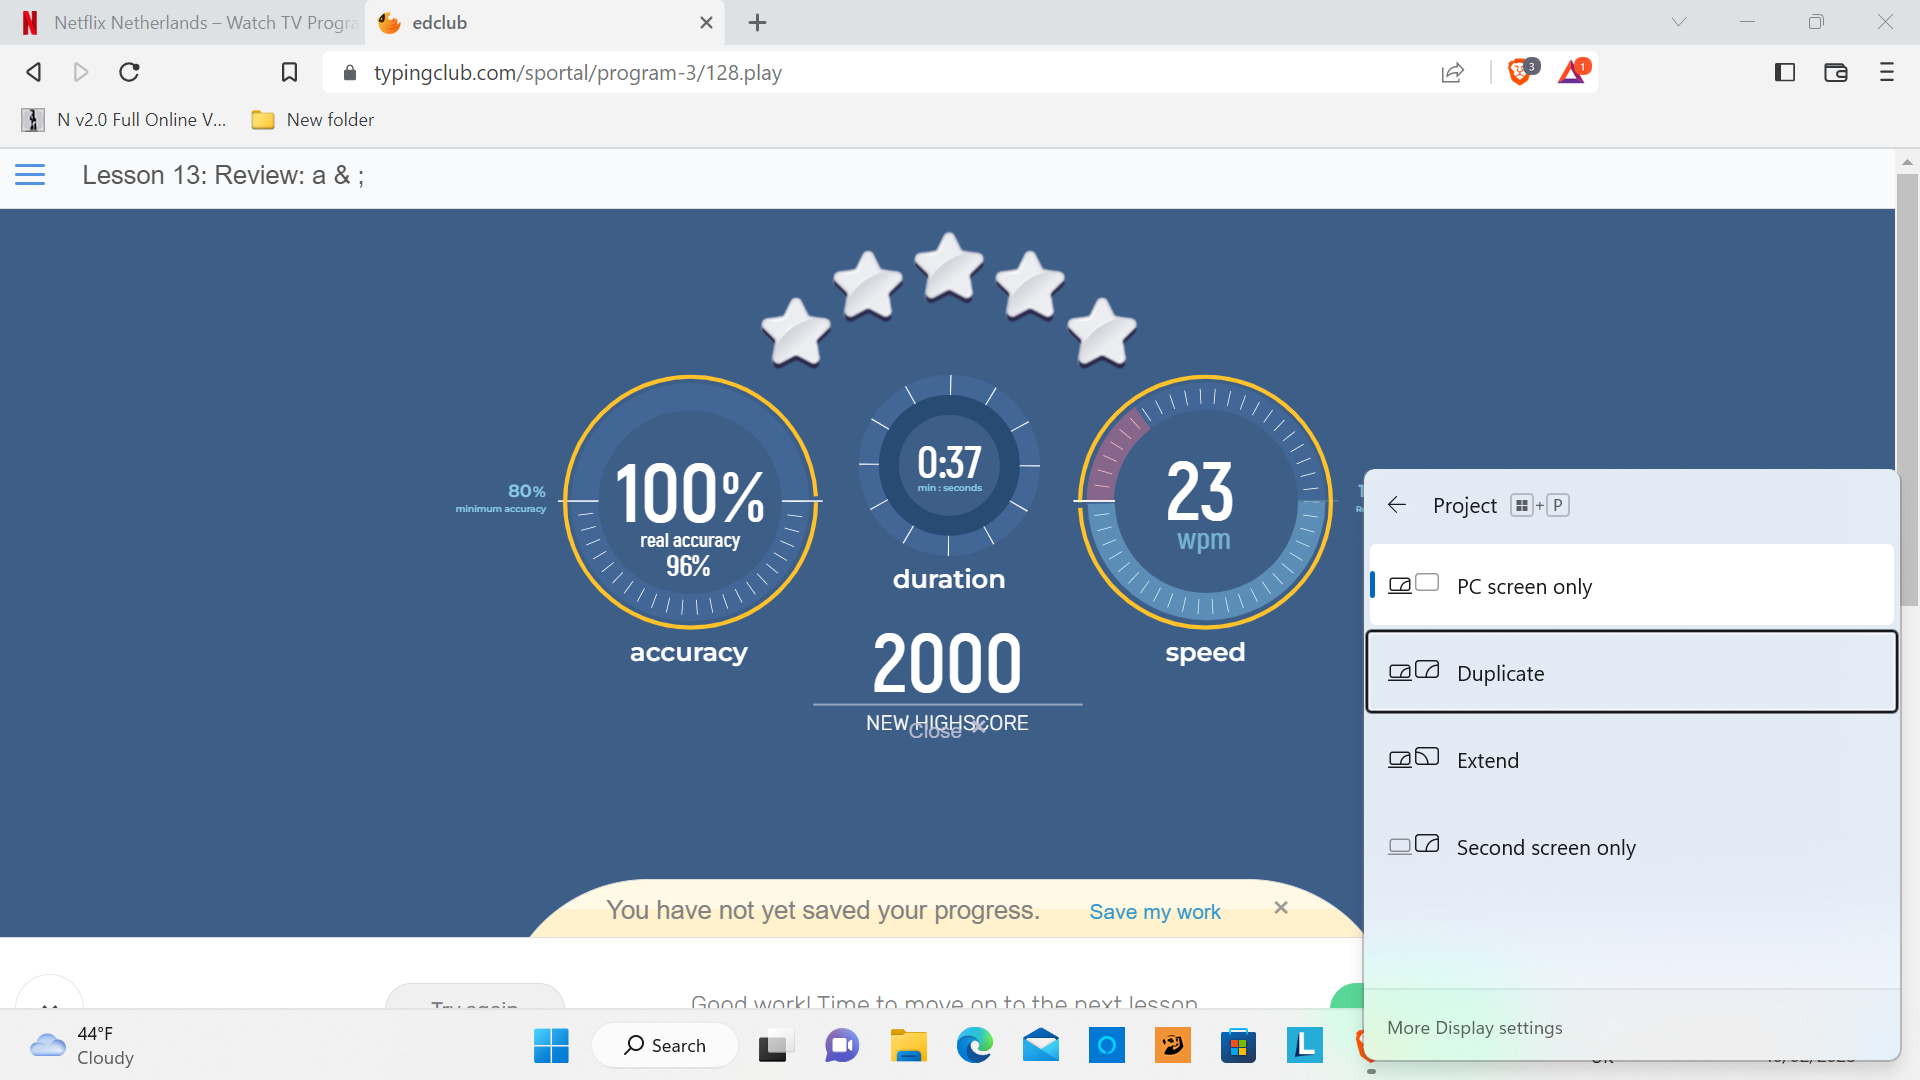 Netflix Netherlands – Watch TV Progra
edclub
typingclub.com/sportal/program-3/128.play
3
1
N v2.0 Full Online V...
New folder
Lesson 13: Review: a & ;
80%
minimum accuracy
100%
real accuracy
96%
accuracy
0:37
min : seconds
duration
23
wpm
speed
2000
NEW HIGHSCORE
Close ×
You have not yet saved your progress.
Save my work
Try again
Good work! Time to move on to the next lesson
Project
+ P
PC screen only
Duplicate
Extend
Second screen only
More Display settings
44°F
Cloudy
Search